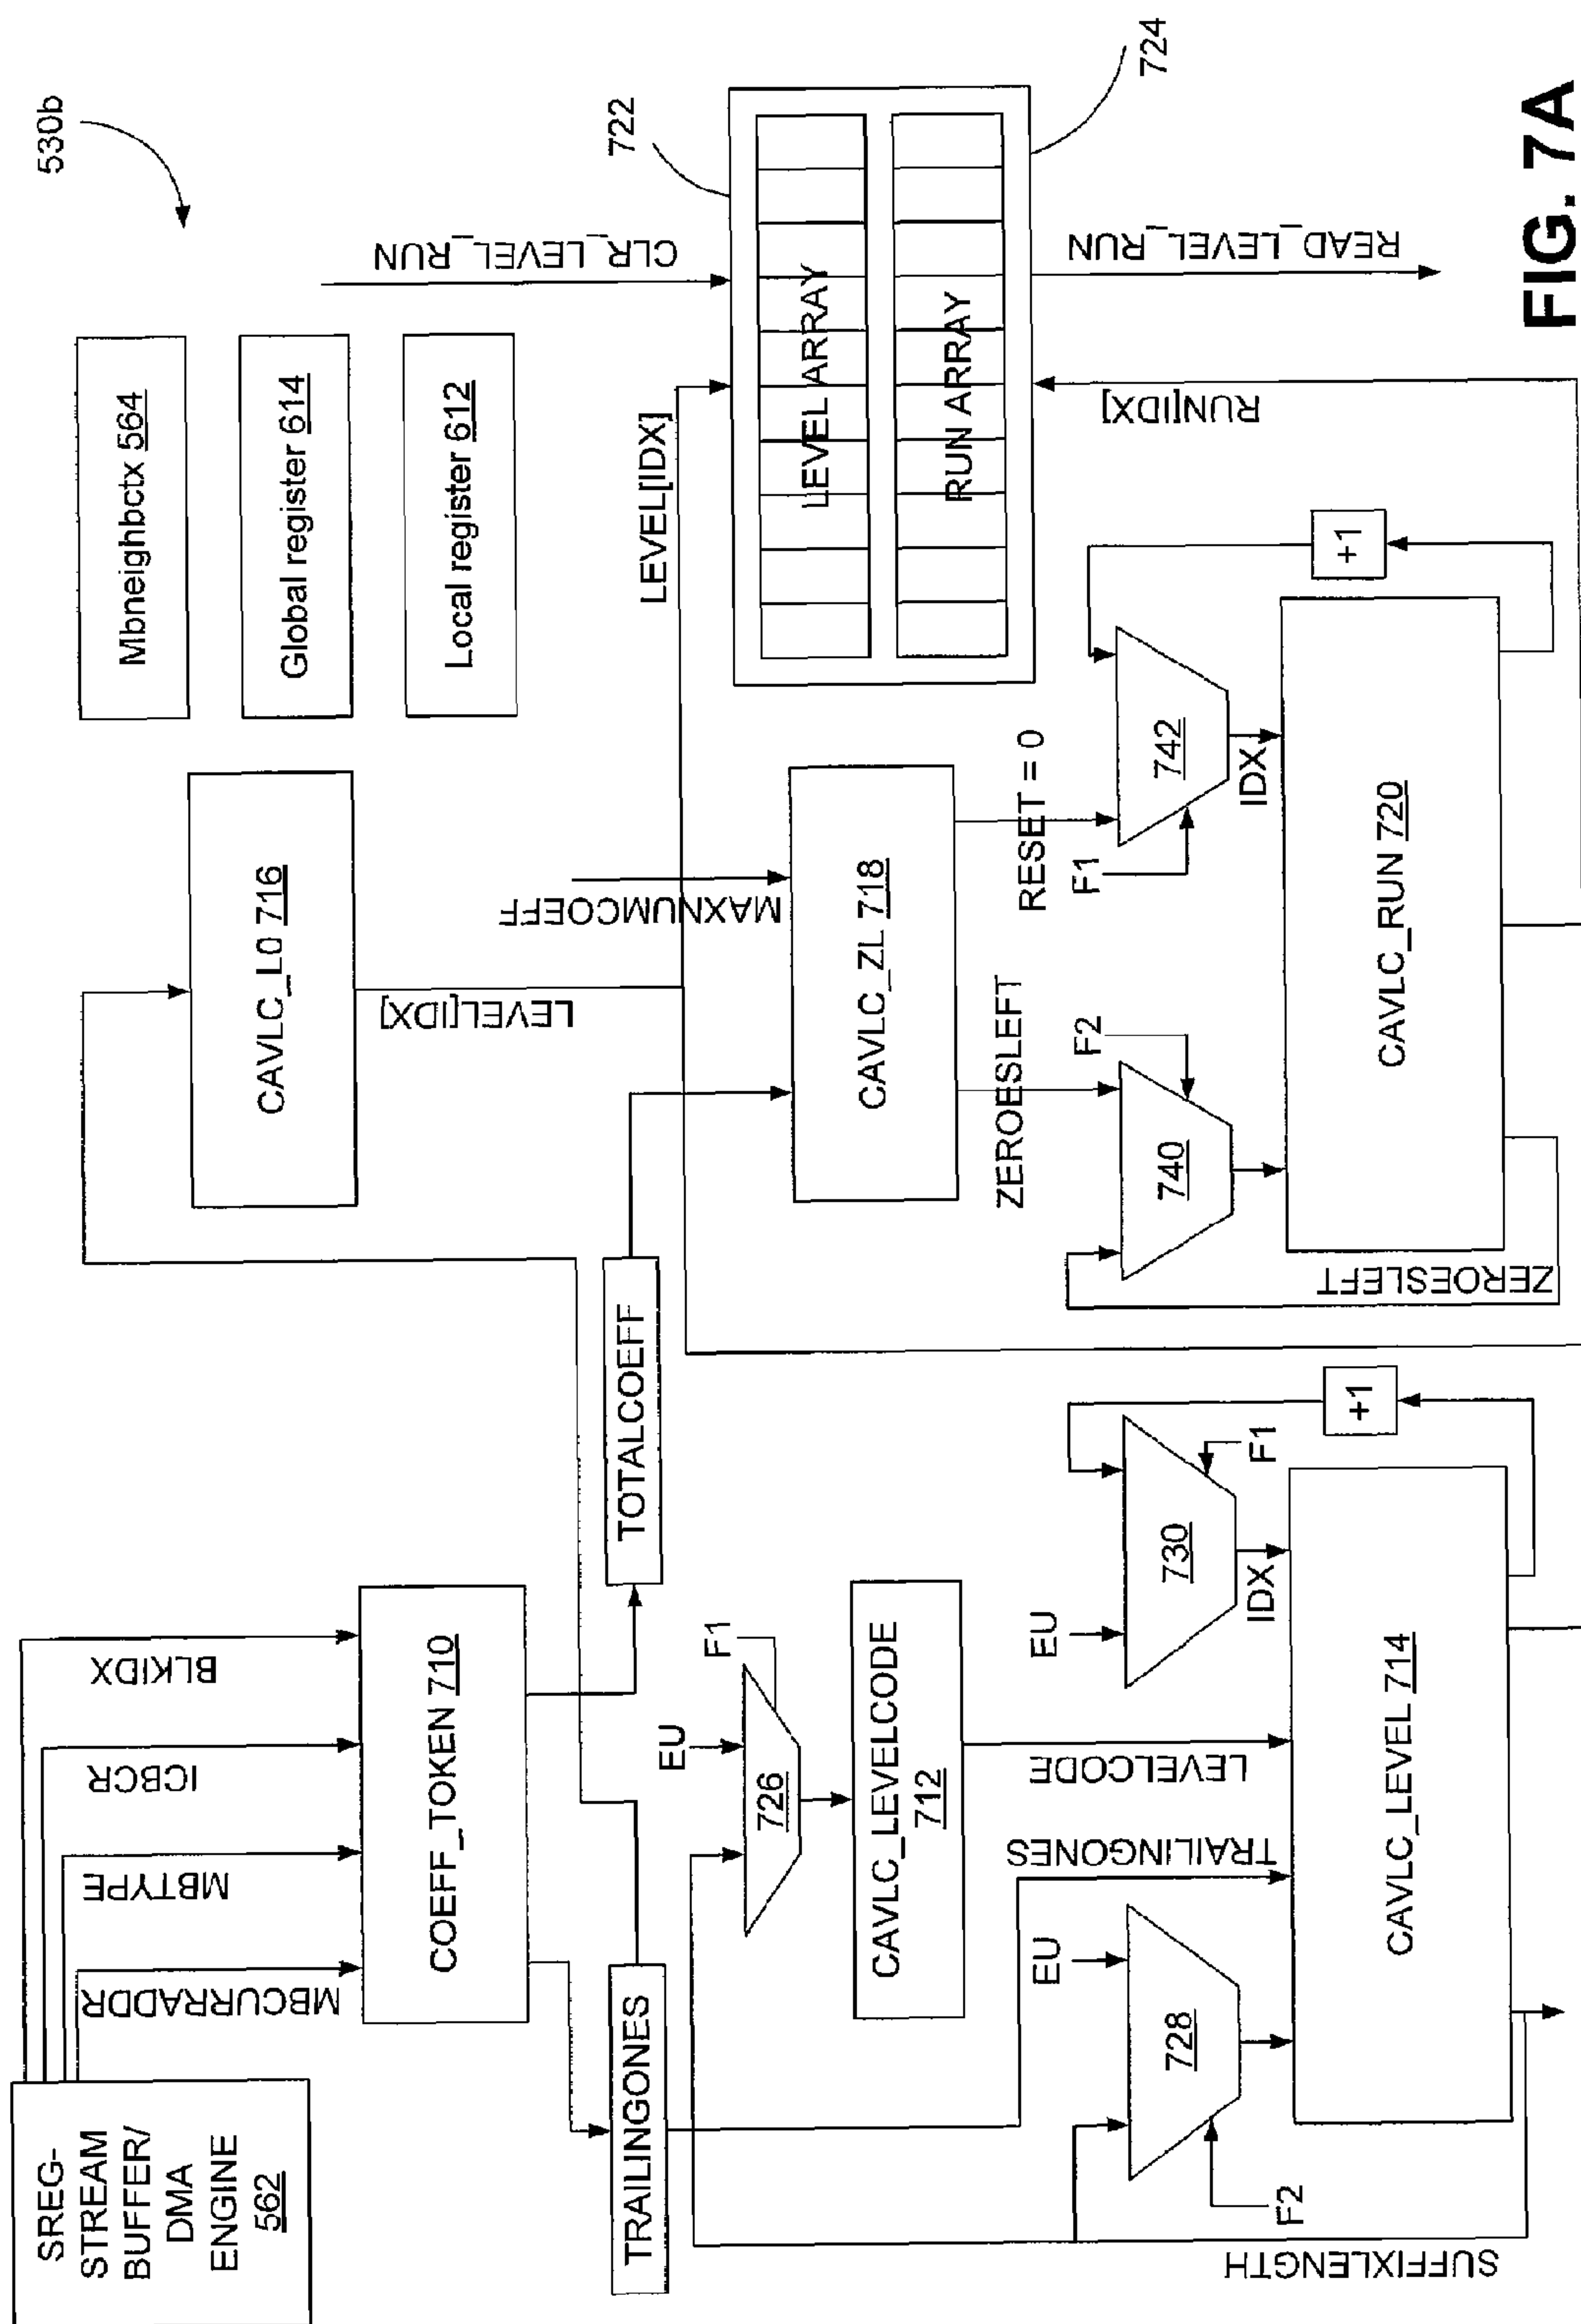 530b
SREG-
STREAM
BUFFER/
DMA
ENGINE
562
BLKIDX
ICBCR
MBTYPE
MBCURRADDR
COEFF_TOKEN 710
TRAILINGONES
TOTALCOEFF
CAVLC_L0 716
LEVEL[IDX]
Mbneighbctx 564
Global register 614
Local register 612
LEVEL[IDX]
CLR_LEVEL_RUN
722
LEVEL ARRAY
RUN ARRAY
724
READ_LEVEL_RUN
RUN[IDX]
EU
F1
726
CAVLC_LEVELCODE
712
LEVELCODE
TRAILINGONES
EU
728
F2
EU
730
F1
IDX
+1
CAVLC_LEVEL 714
SUFFIXLENGTH
MAXNUMCOEFF
CAVLC_ZL 718
ZEROESLEFT
RESET = 0
F2
740
F1
742
IDX
+1
CAVLC_RUN 720
ZEROESLEFT
FIG. 7A